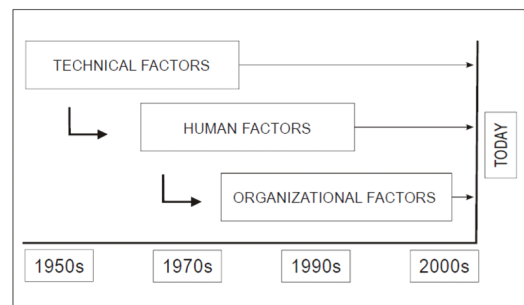 TECHNICAL FACTORS
HUMAN FACTORS
ORGANIZATIONAL FACTORS
TODAY
1950s
1970s
1990s
2000s